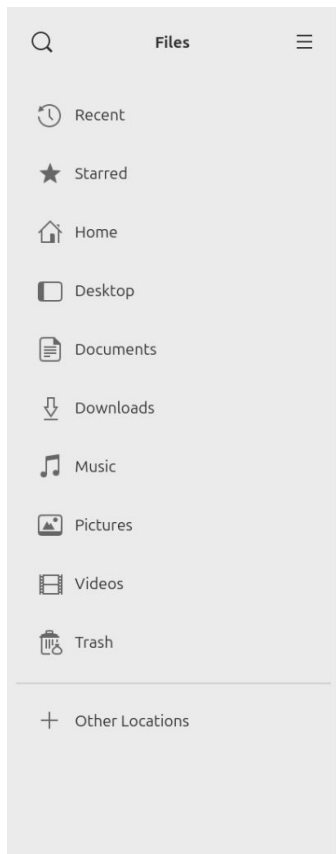 Files
Recent
Starred
Home
Desktop
Documents
Downloads
Music
Pictures
Videos
Trash
Other Locations